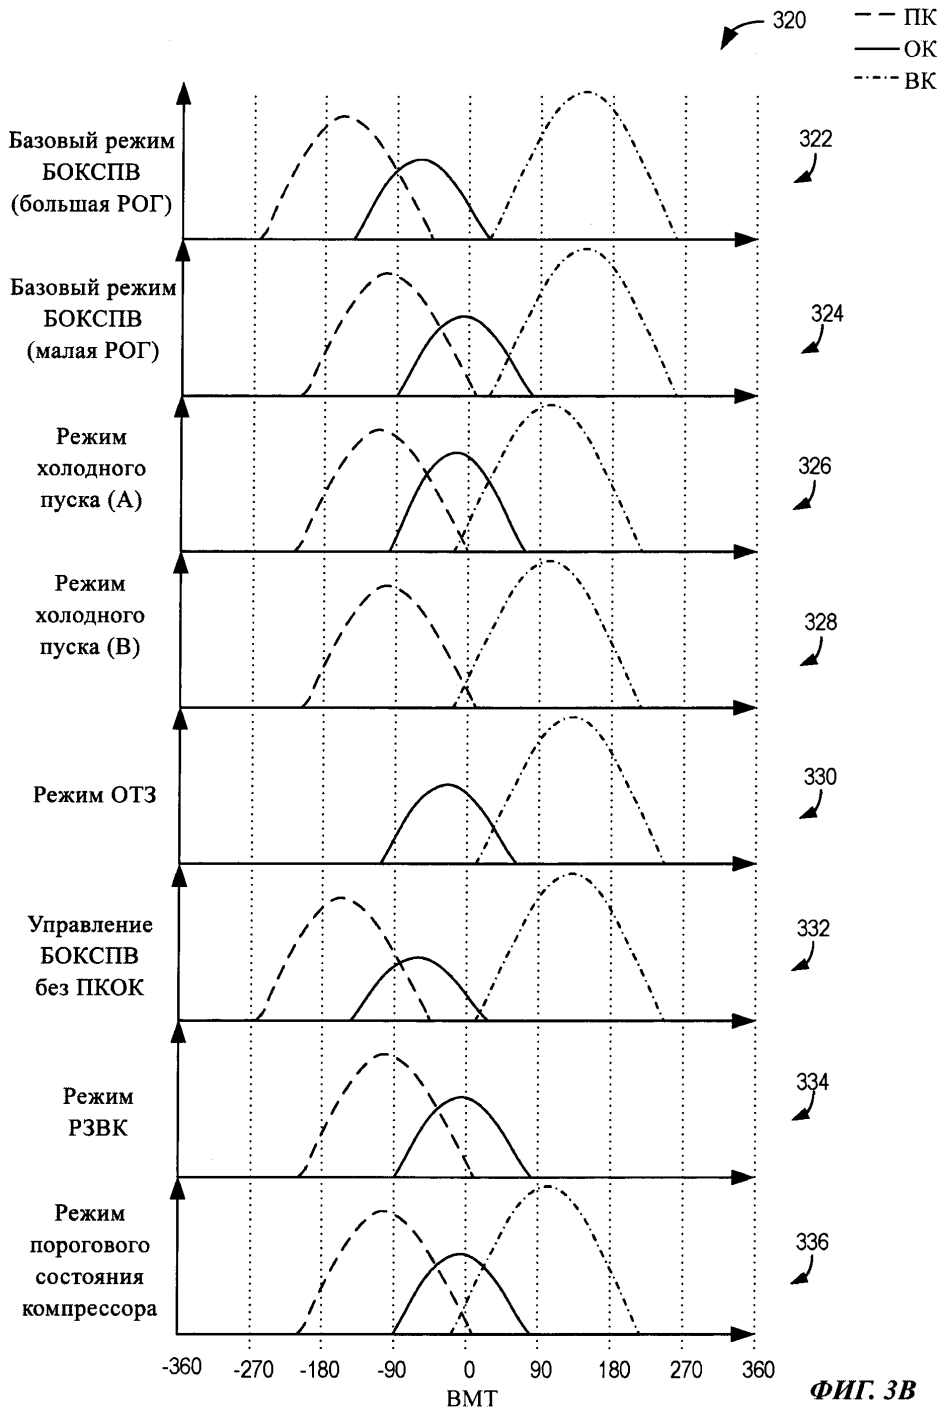 320
ПК
ОК
ВК
Базовый режим
БОКСПВ
(большая РОГ)
322
Базовый режим
БОКСПВ
(малая РОГ)
324
Режим
холодного
пуска (A)
326
Режим
холодного
пуска (B)
328
Режим ОТЗ
330
Управление
БОКСПВ
без ПКОК
332
Режим
РЗВК
334
Режим
порогового
состояния
компрессора
336
-360 -270 -180 -90 0 90 180 270 360
ВМТ
ФИГ. 3В